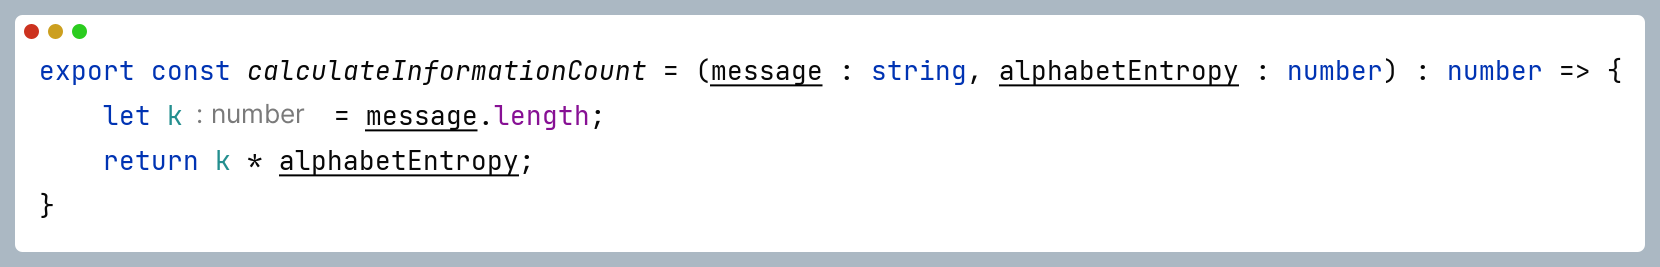 export const calculateInformationCount = (message : string, alphabetEntropy : number) : number => {
    let k : number = message.length;
    return k * alphabetEntropy;
}